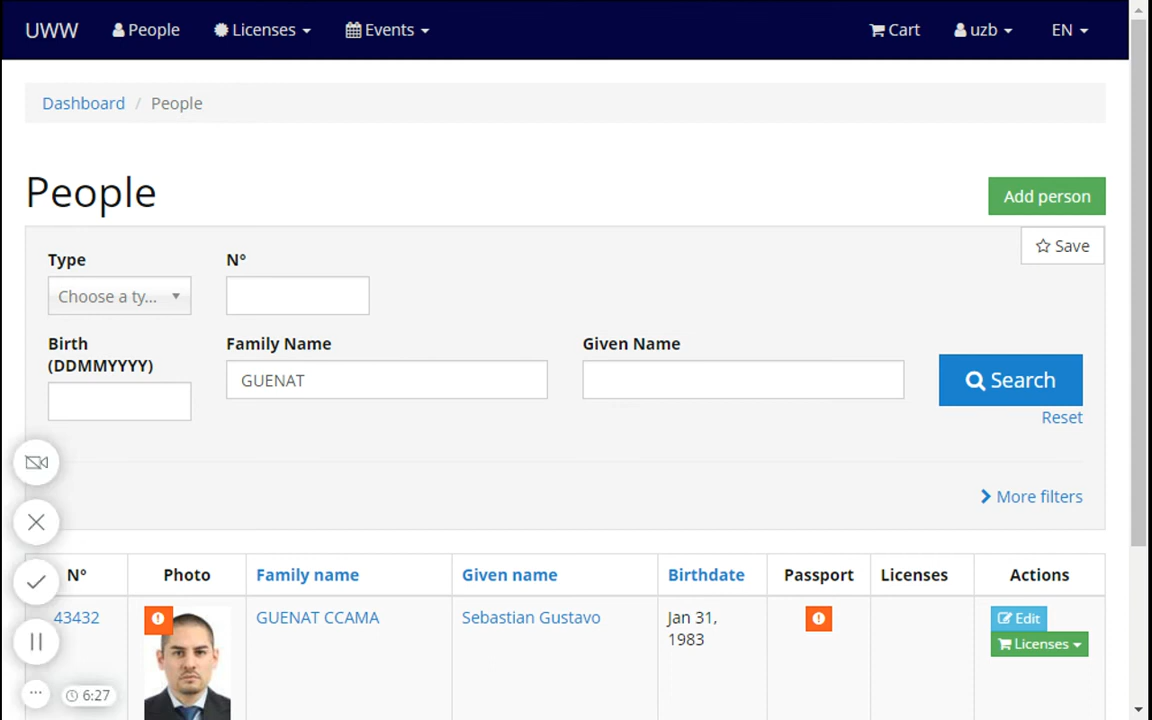 UWW People Licenses Events Cart uzb EN
Dashboard / People
People
Add person
Save
Type
N°
Choose a ty...
Birth
(DDMMYYYY)
Family Name
Given Name
GUENAT
Search
Reset
More filters
N° Photo Family name Given name Birthdate Passport Licenses Actions
43432 GUENAT CCAMA Sebastian Gustavo Jan 31,
1983
Edit
Licenses
6:27